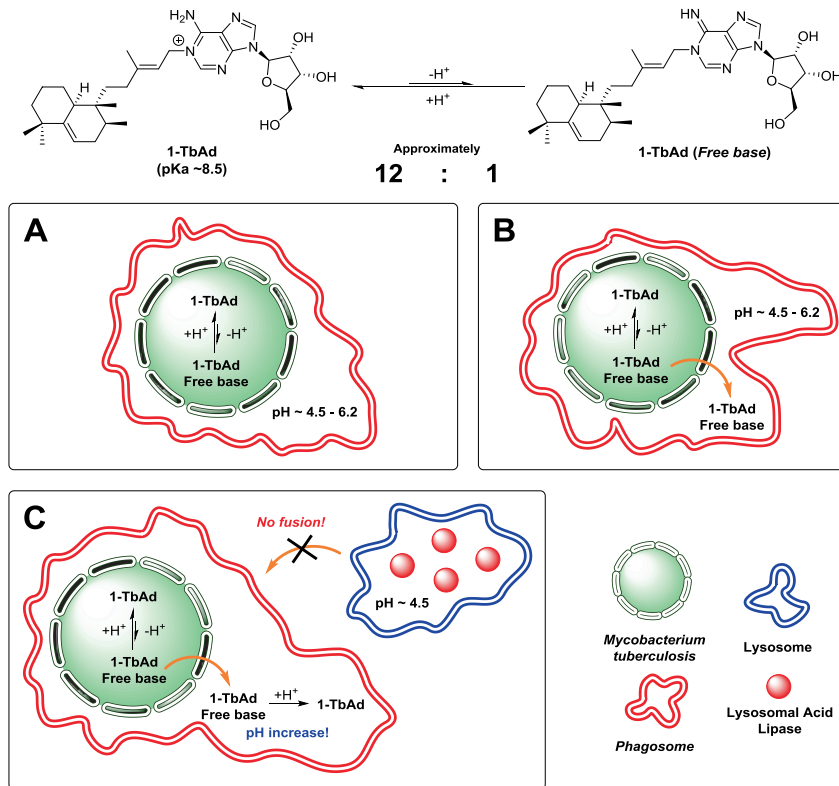 NH₂
N
N
⊕
N
N
N
OH
OH
O
HO
H
-H⁺
+H⁺
NH
N
N
N
N
N
OH
OH
O
HO
H
1-TbAd
(pKa ~8.5)
Approximately
12 : 1
1-TbAd (Free base)
A
1-TbAd
+H⁺ -H⁺
1-TbAd
Free base
pH ~ 4.5 - 6.2
B
1-TbAd
+H⁺ -H⁺
1-TbAd
Free base
pH ~ 4.5 - 6.2
1-TbAd
Free base
C
No fusion!
pH ~ 4.5
1-TbAd
+H⁺ -H⁺
1-TbAd
Free base
1-TbAd
Free base
+H⁺
1-TbAd
pH increase!
Mycobacterium
tuberculosis
Lysosome
Phagosome
Lysosomal Acid
Lipase